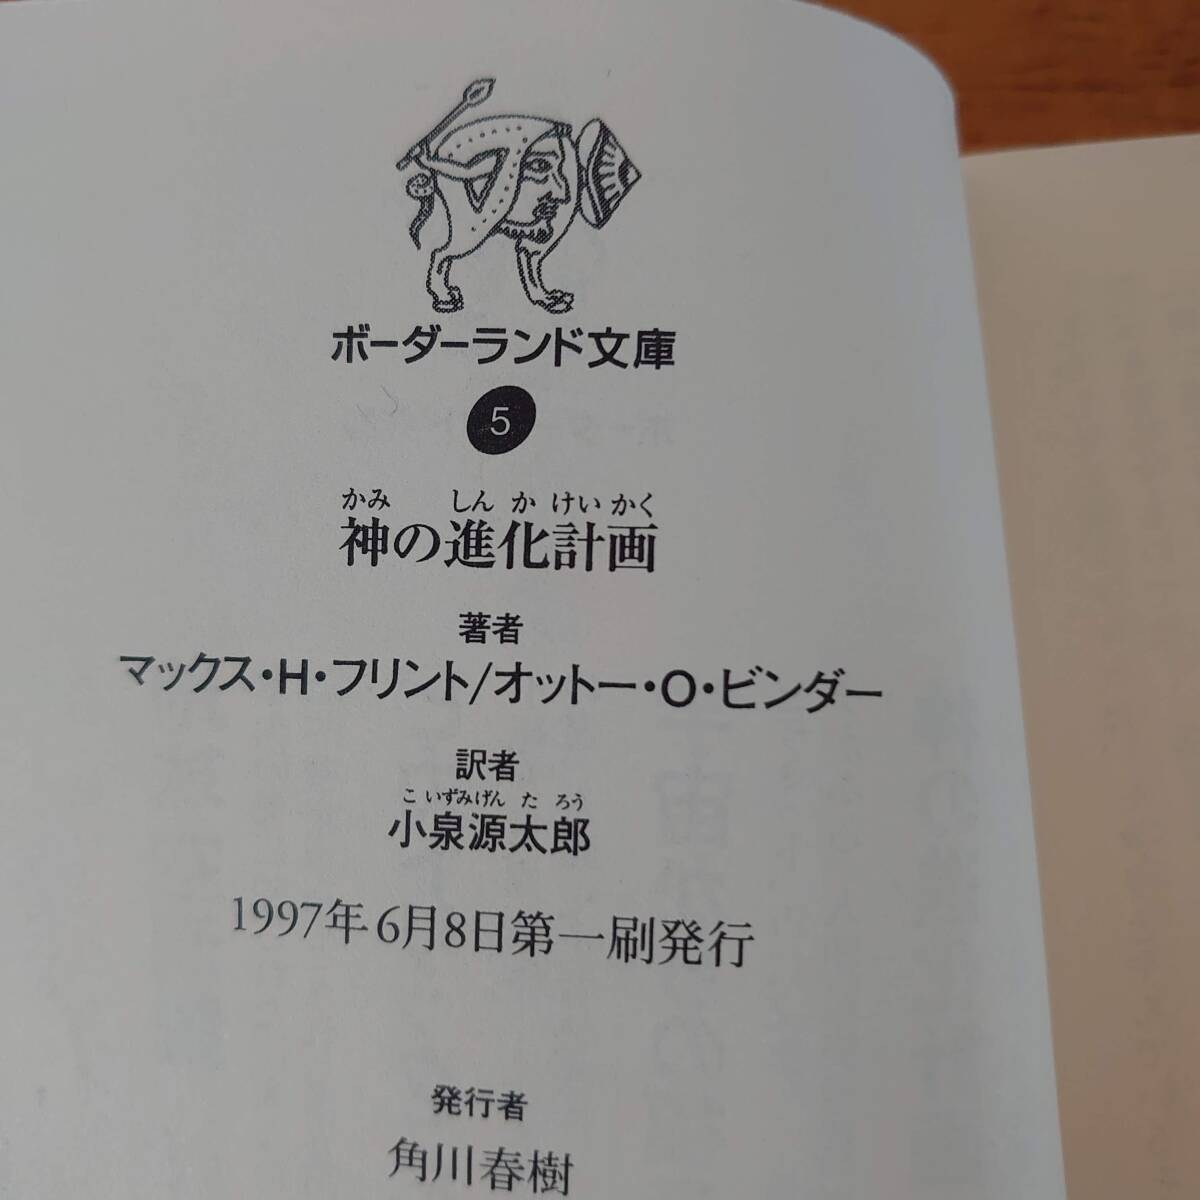 ボーダーランド文庫
5
かみ しんかけいかく
神の進化計画
著者
マックス・H・フリント/オットー・O・ビンダー
訳者
こいずみげんたろう
小泉源太郎
1997年6月8日第一刷発行
発行者
角川春樹